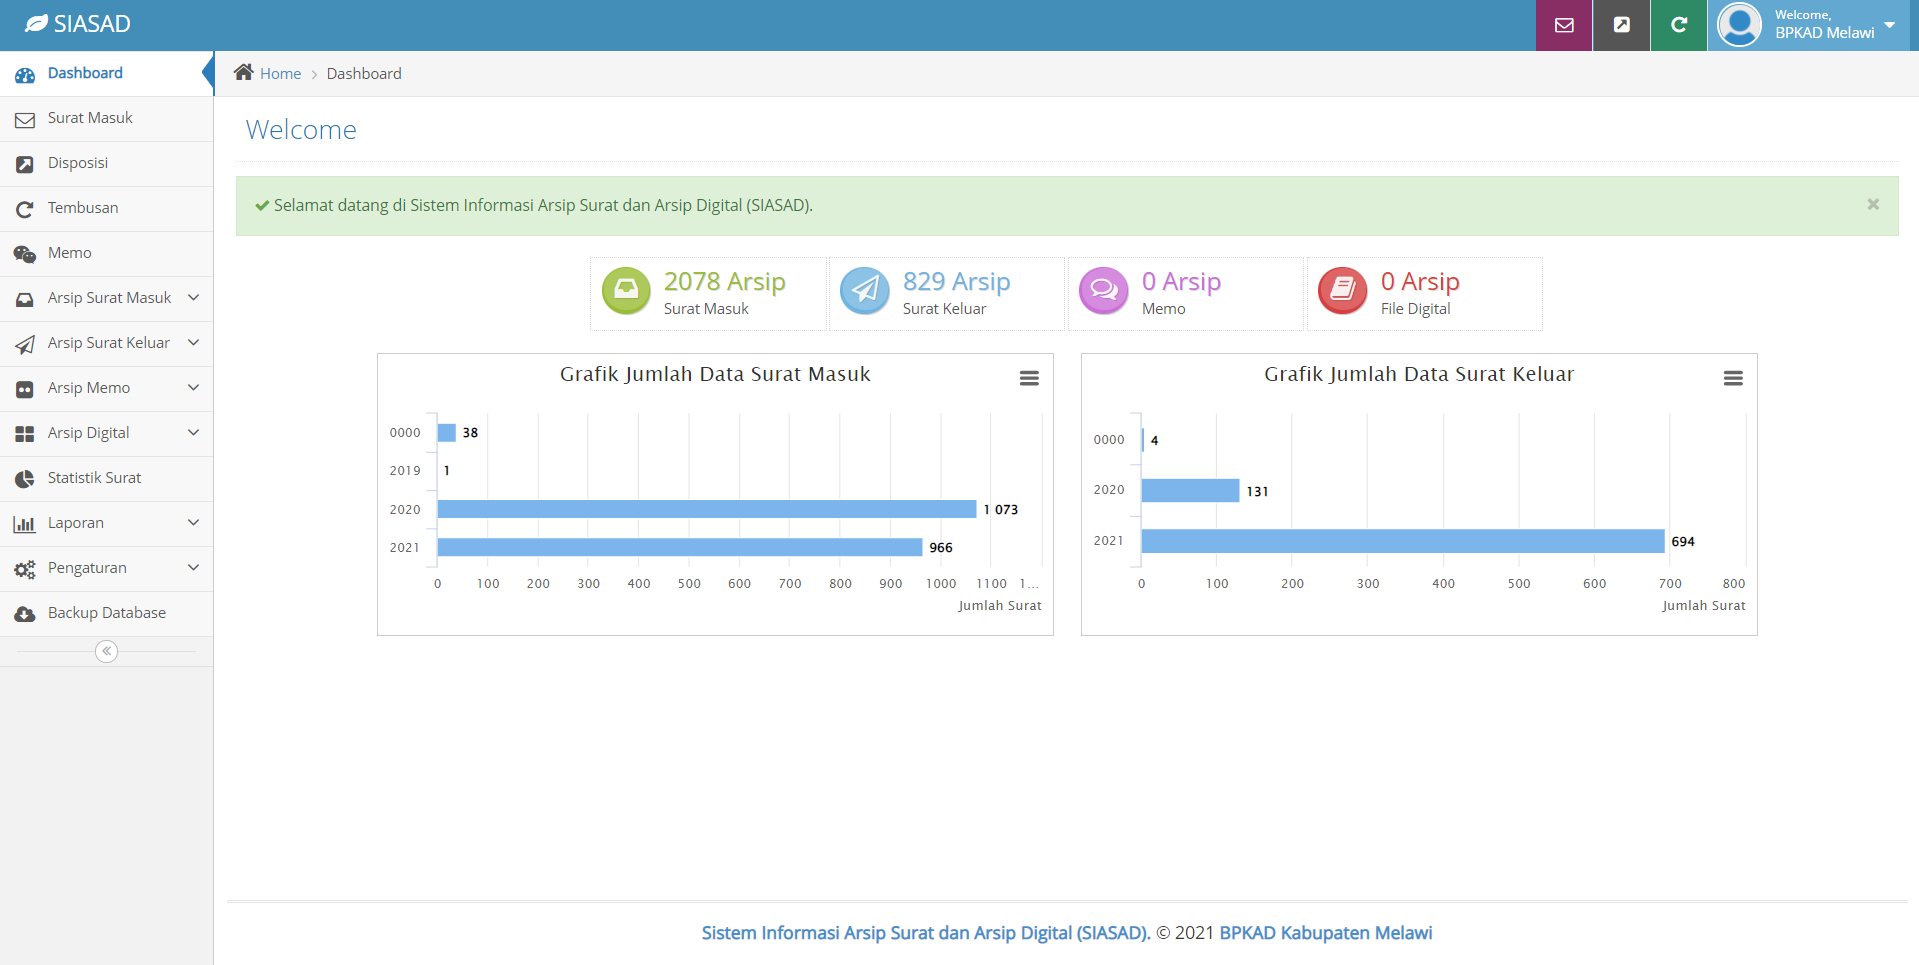 SIASAD
Welcome,
BPKAD Melawi
Dashboard
Surat Masuk
Disposisi
Tembusan
Memo
Arsip Surat Masuk
Arsip Surat Keluar
Arsip Memo
Arsip Digital
Statistik Surat
Laporan
Pengaturan
Backup Database
Home > Dashboard
Welcome
Selamat datang di Sistem Informasi Arsip Surat dan Arsip Digital (SIASAD).
2078 Arsip
Surat Masuk
829 Arsip
Surat Keluar
0 Arsip
Memo
0 Arsip
File Digital
Grafik Jumlah Data Surat Masuk
0000 38
2019 1
2020 1 073
2021 966
0 100 200 300 400 500 600 700 800 900 1000 1100 1...
Jumlah Surat
Grafik Jumlah Data Surat Keluar
0000 4
2020 131
2021 694
0 100 200 300 400 500 600 700 800
Jumlah Surat
Sistem Informasi Arsip Surat dan Arsip Digital (SIASAD). © 2021 BPKAD Kabupaten Melawi